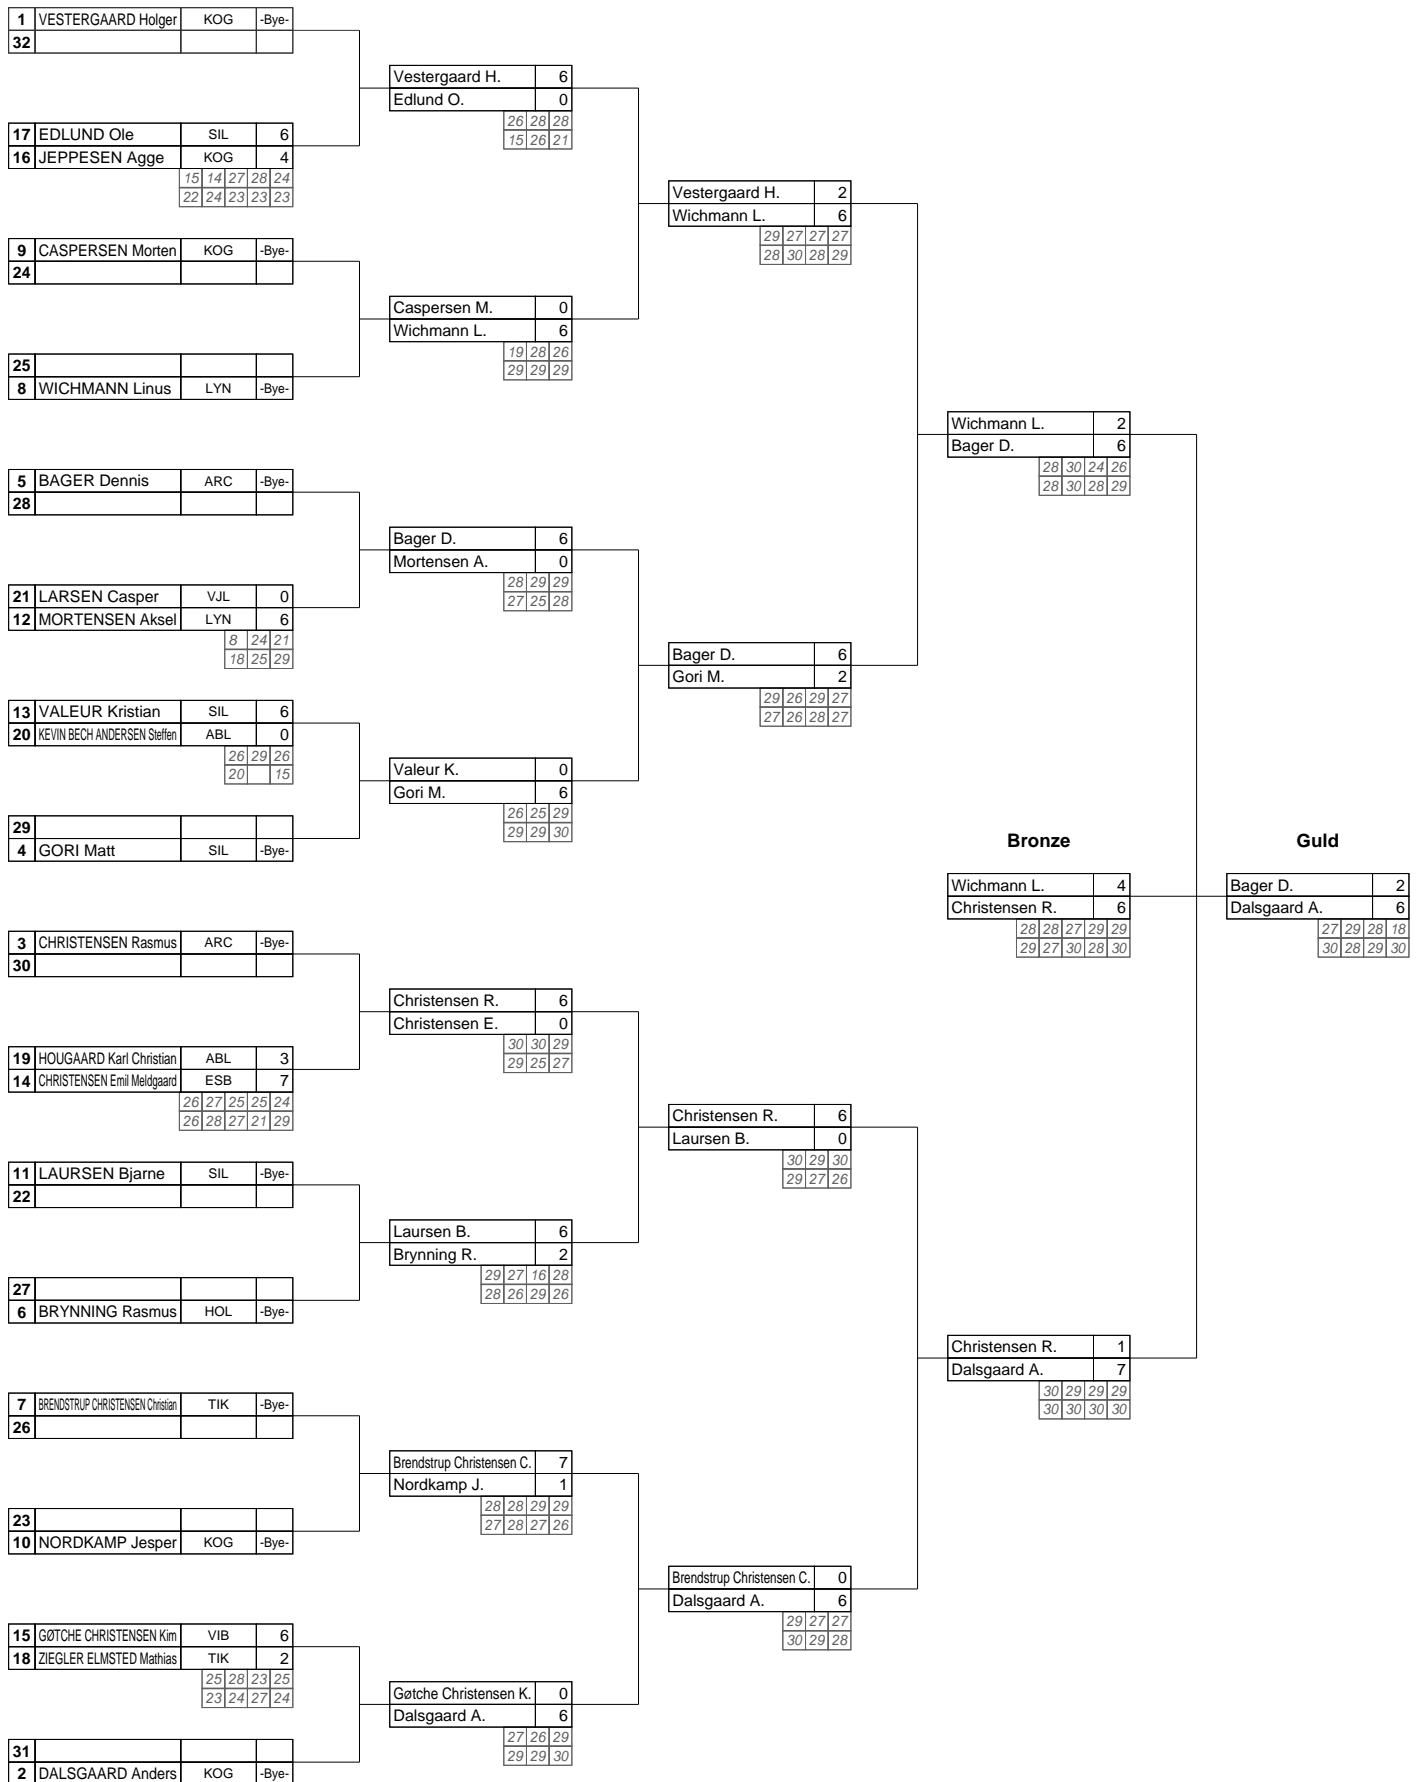 1 VESTERGAARD Holger KOG -Bye-
32
Vestergaard H. 6
Edlund O. 0
26 28 28
15 26 21
17 EDLUND Ole SIL 6
16 JEPPESEN Agge KOG 4
15 14 27 28 24
22 24 23 23 23
Vestergaard H. 2
Wichmann L. 6
29 27 27 27
28 30 28 29
9 CASPERSEN Morten KOG -Bye-
24
Caspersen M. 0
Wichmann L. 6
19 28 26
29 29 29
25
8 WICHMANN Linus LYN -Bye-
Wichmann L. 2
Bager D. 6
28 30 24 26
28 30 28 29
5 BAGER Dennis ARC -Bye-
28
Bager D. 6
Mortensen A. 0
28 29 29
27 25 28
21 LARSEN Casper VJL 0
12 MORTENSEN Aksel LYN 6
8 24 21
18 25 29
Bager D. 6
Gori M. 2
29 26 29 27
27 26 28 27
13 VALEUR Kristian SIL 6
20 KEVIN BECH ANDERSEN Steffen ABL 0
26 29 26
20 15
Valeur K. 0
Gori M. 6
26 25 29
29 29 30
29
4 GORI Matt SIL -Bye-
Bronze Guld
Wichmann L. 4
Christensen R. 6
28 28 27 29 29
29 27 30 28 30
Bager D. 2
Dalsgaard A. 6
27 29 28 18
30 28 29 30
3 CHRISTENSEN Rasmus ARC -Bye-
30
Christensen R. 6
Christensen E. 0
30 30 29
29 25 27
19 HOUGAARD Karl Christian ABL 3
14 CHRISTENSEN Emil Meldgaard ESB 7
26 27 25 25 24
26 28 27 21 29
Christensen R. 6
Laursen B. 0
30 29 30
29 27 26
11 LAURSEN Bjarne SIL -Bye-
22
Laursen B. 6
Brynning R. 2
29 27 16 28
28 26 29 26
27
6 BRYNNING Rasmus HOL -Bye-
Christensen R. 1
Dalsgaard A. 7
30 29 29 29
30 30 30 30
7 BRENDSTRUP CHRISTENSEN Christian TIK -Bye-
26
Brendstrup Christensen C. 7
Nordkamp J. 1
28 28 29 29
27 28 27 26
23
10 NORDKAMP Jesper KOG -Bye-
Brendstrup Christensen C. 0
Dalsgaard A. 6
29 27 27
30 29 28
15 GØTCHE CHRISTENSEN Kim VIB 6
18 ZIEGLER ELMSTED Mathias TIK 2
25 28 23 25
23 24 27 24
Gøtche Christensen K. 0
Dalsgaard A. 6
27 26 29
29 29 30
31
2 DALSGAARD Anders KOG -Bye-